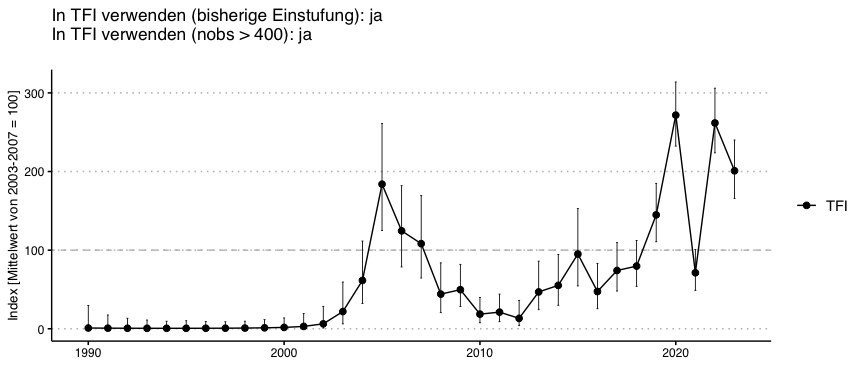 In TFI verwenden (bisherige Einstufung): ja
In TFI verwenden (nobs > 400): ja
Index [Mittelwert von 2003-2007 = 100]
300
200
100
0
1990
2000
2010
2020
TFI